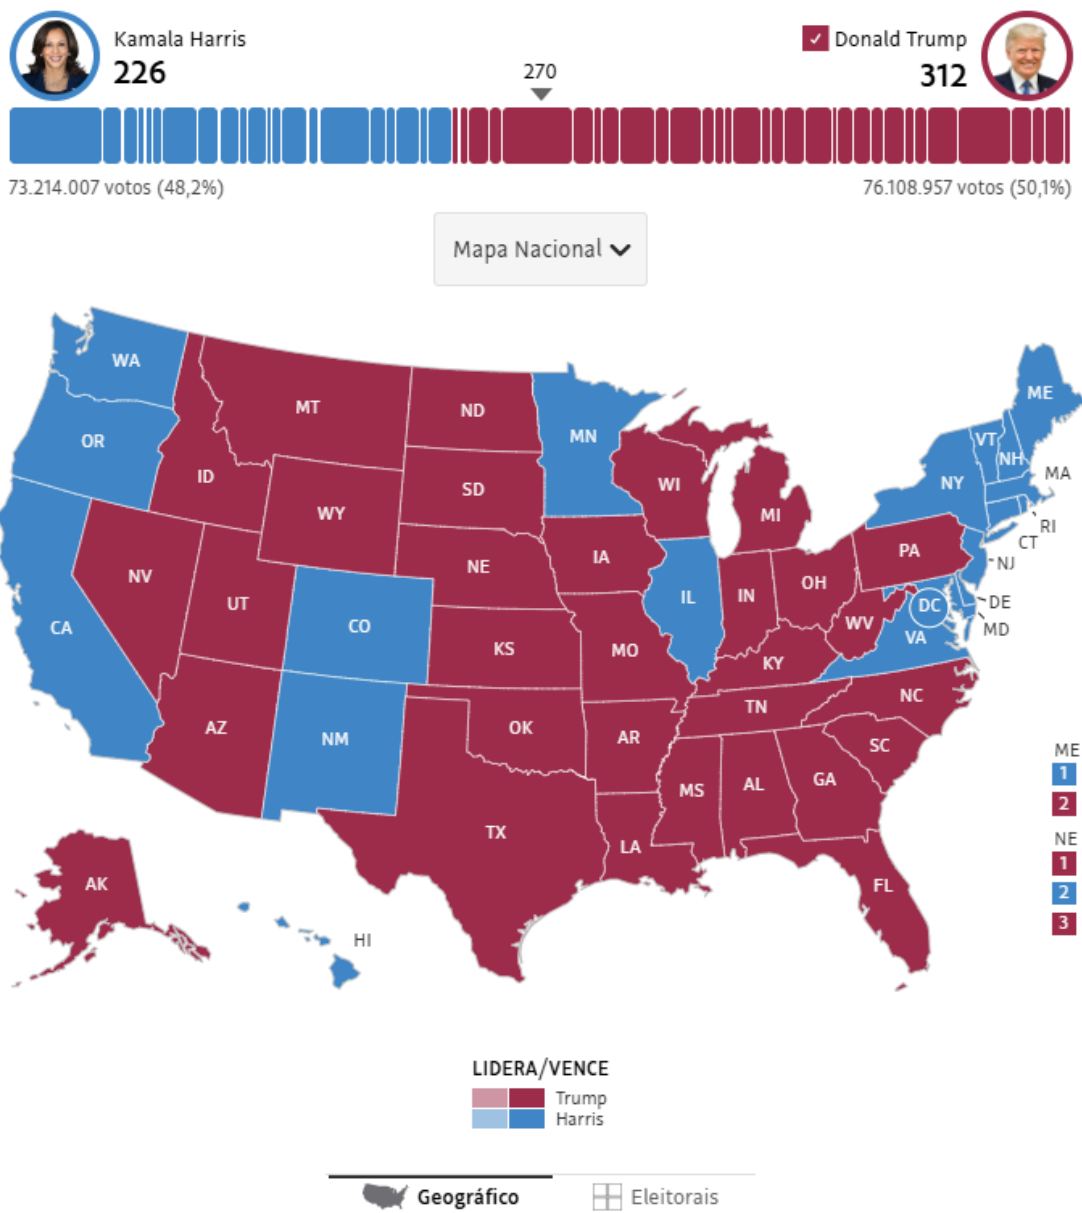 Kamala Harris
226
270
Donald Trump
312
73.214.007 votos (48,2%)
76.108.957 votos (50,1%)
Mapa Nacional
WA
MT
ND
MN
ME
OR
VT
NH
ID
SD
WI
NY
MA
WY
MI
RI
CT
NV
NE
IA
PA
NJ
UT
CO
IL
IN
OH
DC
DE
CA
KS
MO
WV
VA
MD
KY
AZ
NM
OK
AR
TN
NC
SC
TX
MS
AL
GA
LA
AK
FL
HI
ME
1
2
NE
1
2
3
LIDERA/VENCE
Trump
Harris
Geográfico
Eleitorais